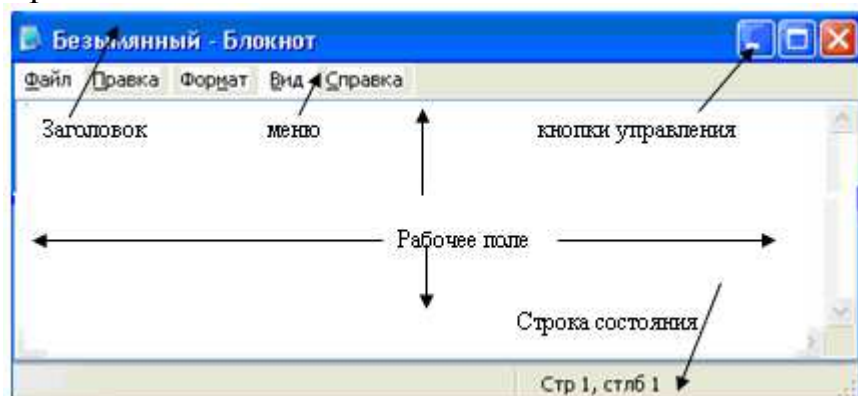 Безымянный - Блокнот
Файл Правка Формат Вид Справка
Заголовок меню кнопки управления
Рабочее поле
Строка состояния
Стр 1, стлб 1